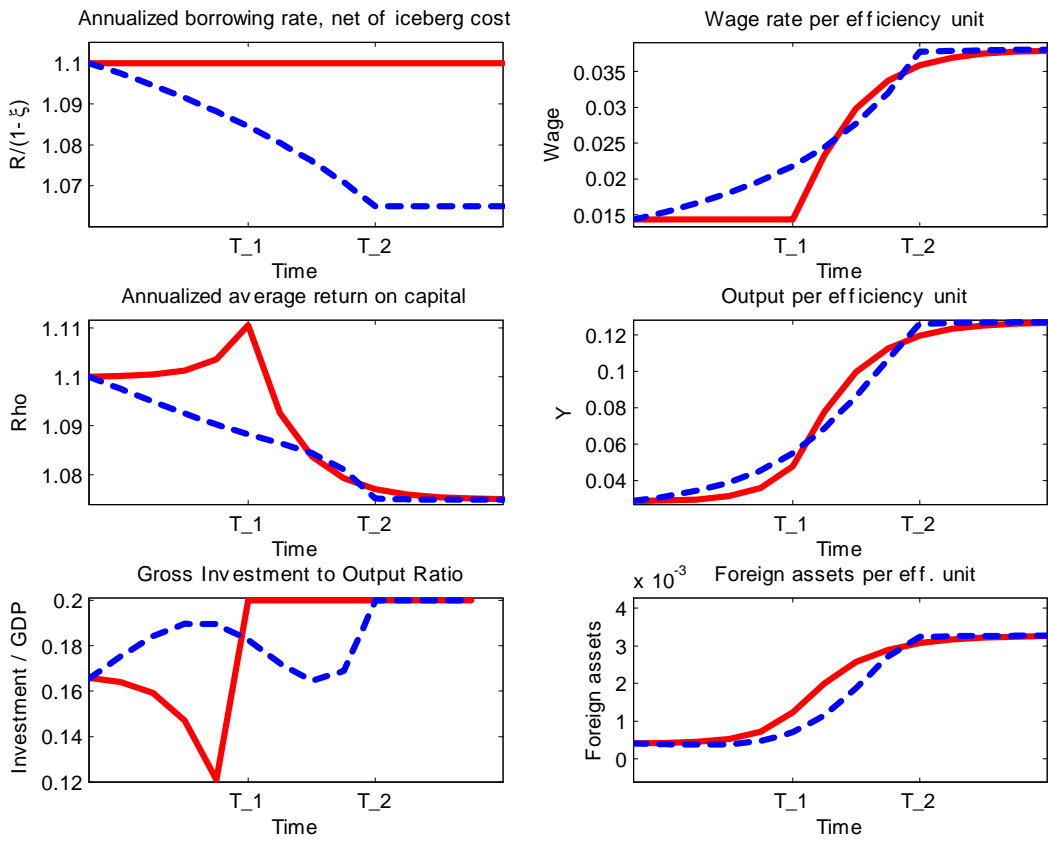 Annualized borrowing rate, net of iceberg cost
R/(1- ξ)
1.1
1.09
1.08
1.07
T_1
T_2
Time
Wage rate per efficiency unit
Wage
0.035
0.03
0.025
0.02
0.015
T_1
T_2
Time
Annualized average return on capital
Rho
1.11
1.1
1.09
1.08
T_1
T_2
Time
Output per efficiency unit
Y
0.12
0.1
0.08
0.06
0.04
T_1
T_2
Time
Gross Investment to Output Ratio
Investment / GDP
0.2
0.18
0.16
0.14
0.12
T_1
T_2
Time
x 10-3
Foreign assets per eff. unit
Foreign assets
4
3
2
1
0
T_1
T_2
Time